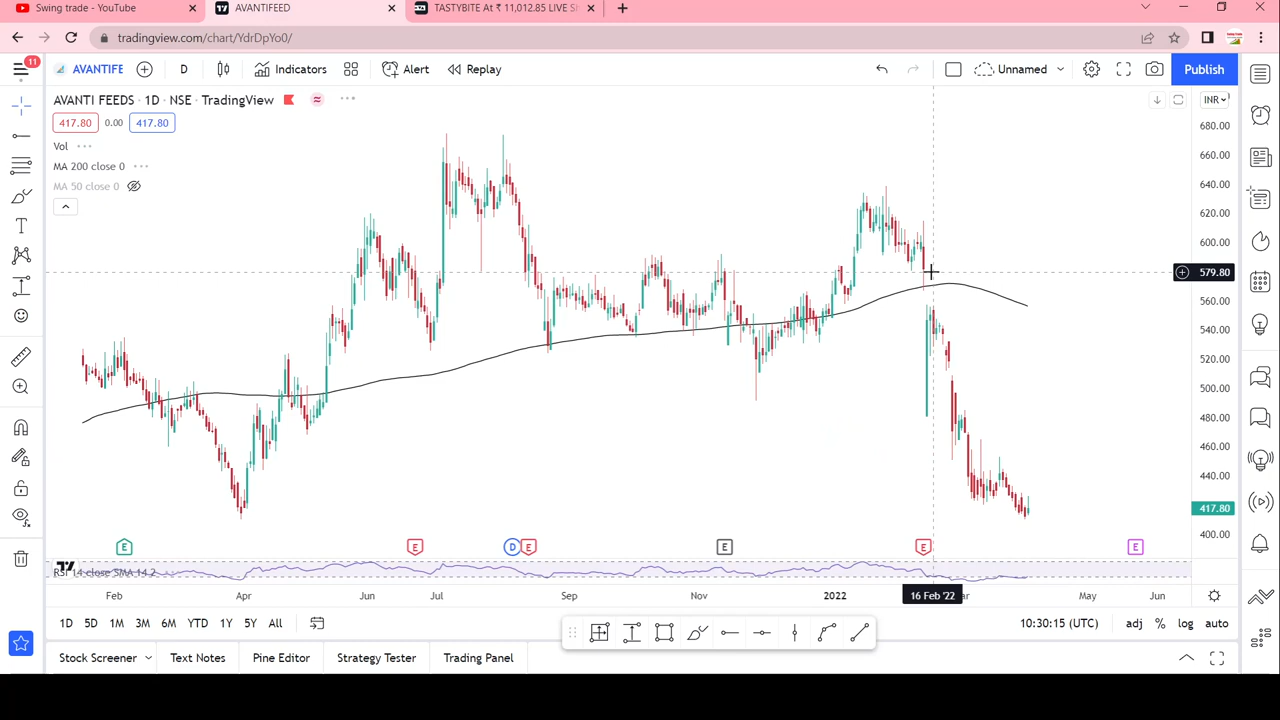 Swing trade - YouTube
AVANTIFEED
TASTYBITE At ₹ 11,012.85 LIVE S
tradingview.com/chart/YdrDpYo0/
11
AVANTIFE
D
Indicators
Alert
Replay
Unnamed
Publish
AVANTI FEEDS · 1D · NSE · TradingView
INR
417.80 0.00 417.80
Vol
MA 200 close 0
MA 50 close 0
680.00
660.00
640.00
620.00
600.00
579.80
560.00
540.00
520.00
500.00
480.00
460.00
440.00
417.80
400.00
E
E
D
E
E
E
E
RSI 14 close SMA 14 2
Feb
Apr
Jun
Jul
Sep
Nov
2022
16 Feb '22
ar
May
Jun
1D 5D 1M 3M 6M YTD 1Y 5Y All
10:30:15 (UTC)
adj % log auto
Stock Screener
Text Notes
Pine Editor
Strategy Tester
Trading Panel